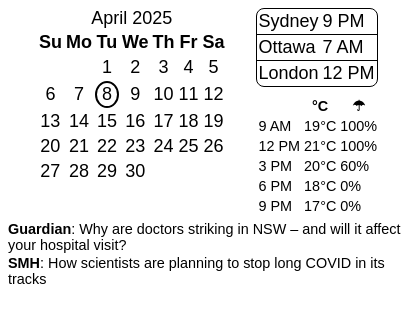 April 2025
Su Mo Tu We Th Fr Sa
1 2 3 4 5
6 7 8 9 10 11 12
13 14 15 16 17 18 19
20 21 22 23 24 25 26
27 28 29 30
Sydney 9 PM
Ottawa 7 AM
London 12 PM
°C ☂
9 AM 19°C 100%
12 PM 21°C 100%
3 PM 20°C 60%
6 PM 18°C 0%
9 PM 17°C 0%
Guardian: Why are doctors striking in NSW – and will it affect
your hospital visit?
SMH: How scientists are planning to stop long COVID in its
tracks